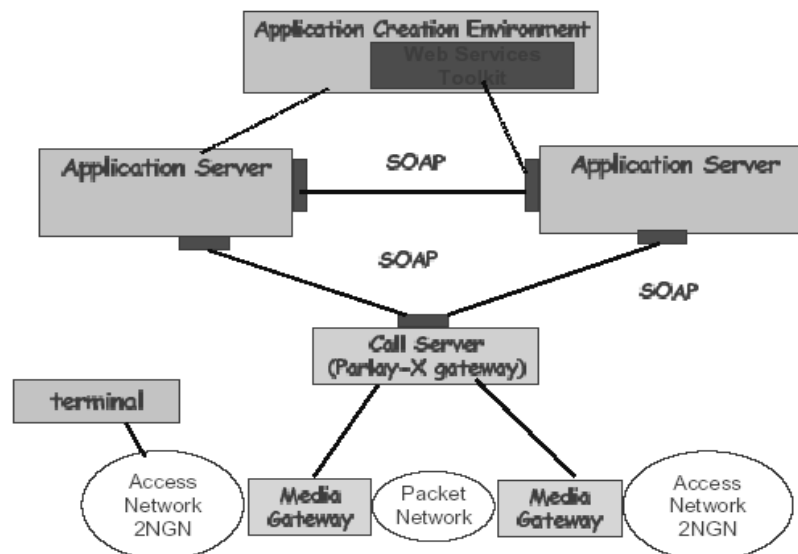 Application Creation Environment
Web Services
Toolkit
Application Server
SOAP
Application Server
SOAP
SOAP
Call Server
(Parlay-X gateway)
terminal
Access
Network
2NGN
Media
Gateway
Packet
Network
Media
Gateway
Access
Network
2NGN